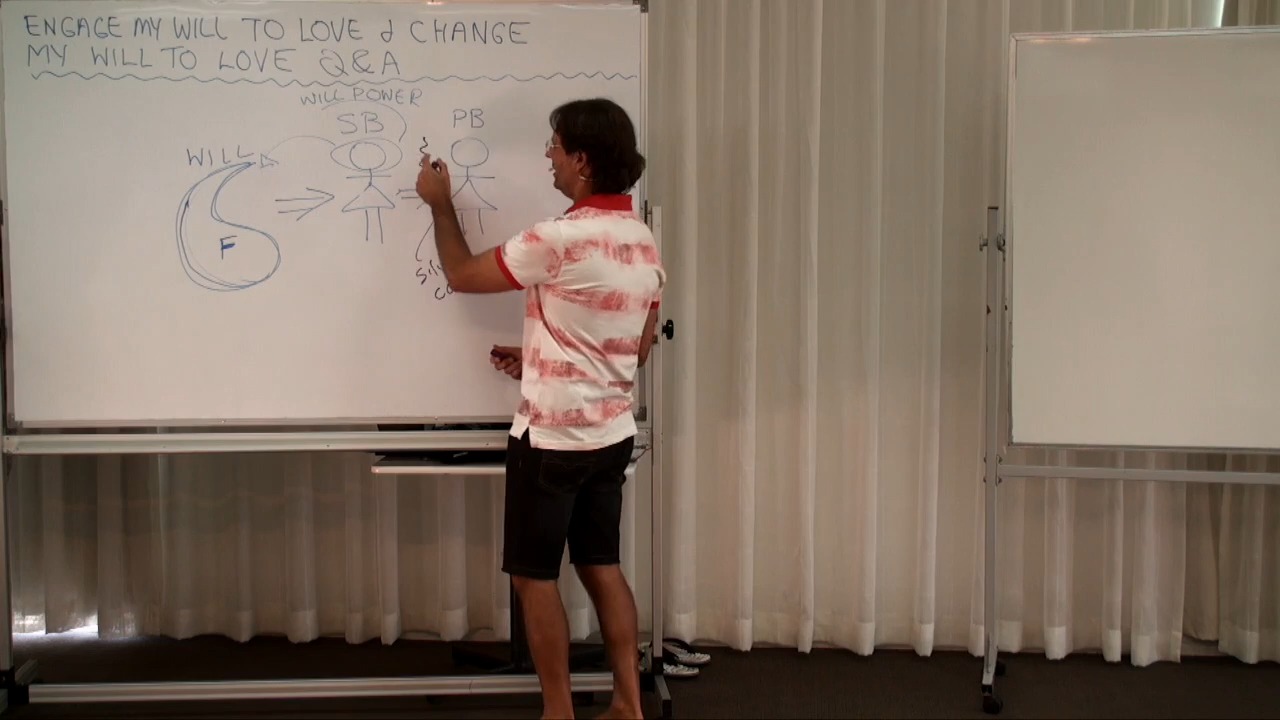 ENGAGE MY WILL TO LOVE & CHANGE
MY WILL TO LOVE Q&A
WILL POWER
SB PB
WILL
F